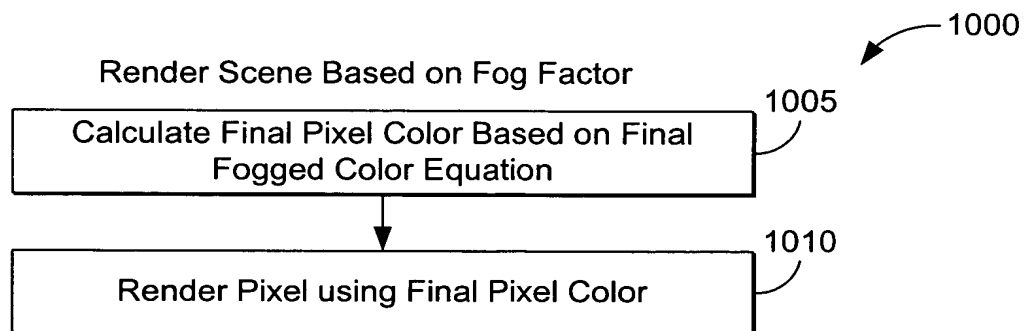 1000
Render Scene Based on Fog Factor
1005
Calculate Final Pixel Color Based on Final
Fogged Color Equation
1010
Render Pixel using Final Pixel Color